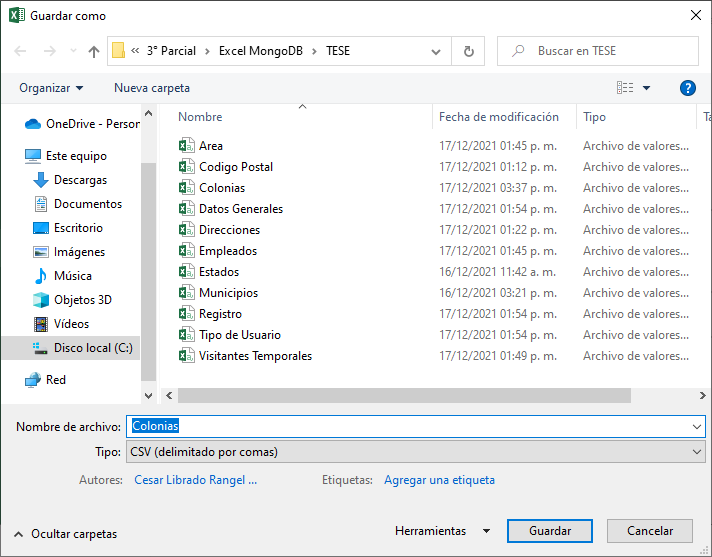 Guardar como
3° Parcial > Excel MongoDB > TESE
Buscar en TESE
Organizar
Nueva carpeta
OneDrive - Person
Este equipo
Descargas
Documentos
Escritorio
Imágenes
Música
Objetos 3D
Vídeos
Disco local (C:)
Red
Nombre Fecha de modificación Tipo Ta
Area 17/12/2021 01:45 p. m. Archivo de valores...
Codigo Postal 17/12/2021 01:12 p. m. Archivo de valores...
Colonias 17/12/2021 03:37 p. m. Archivo de valores...
Datos Generales 17/12/2021 01:54 p. m. Archivo de valores...
Direcciones 17/12/2021 01:22 p. m. Archivo de valores...
Empleados 17/12/2021 01:45 p. m. Archivo de valores...
Estados 16/12/2021 11:42 a. m. Archivo de valores...
Municipios 16/12/2021 03:21 p. m. Archivo de valores...
Registro 17/12/2021 01:54 p. m. Archivo de valores...
Tipo de Usuario 17/12/2021 01:54 p. m. Archivo de valores...
Visitantes Temporales 17/12/2021 01:49 p. m. Archivo de valores...
Nombre de archivo: Colonias
Tipo: CSV (delimitado por comas)
Autores: Cesar Librado Rangel ... Etiquetas: Agregar una etiqueta
Ocultar carpetas
Herramientas
Guardar
Cancelar